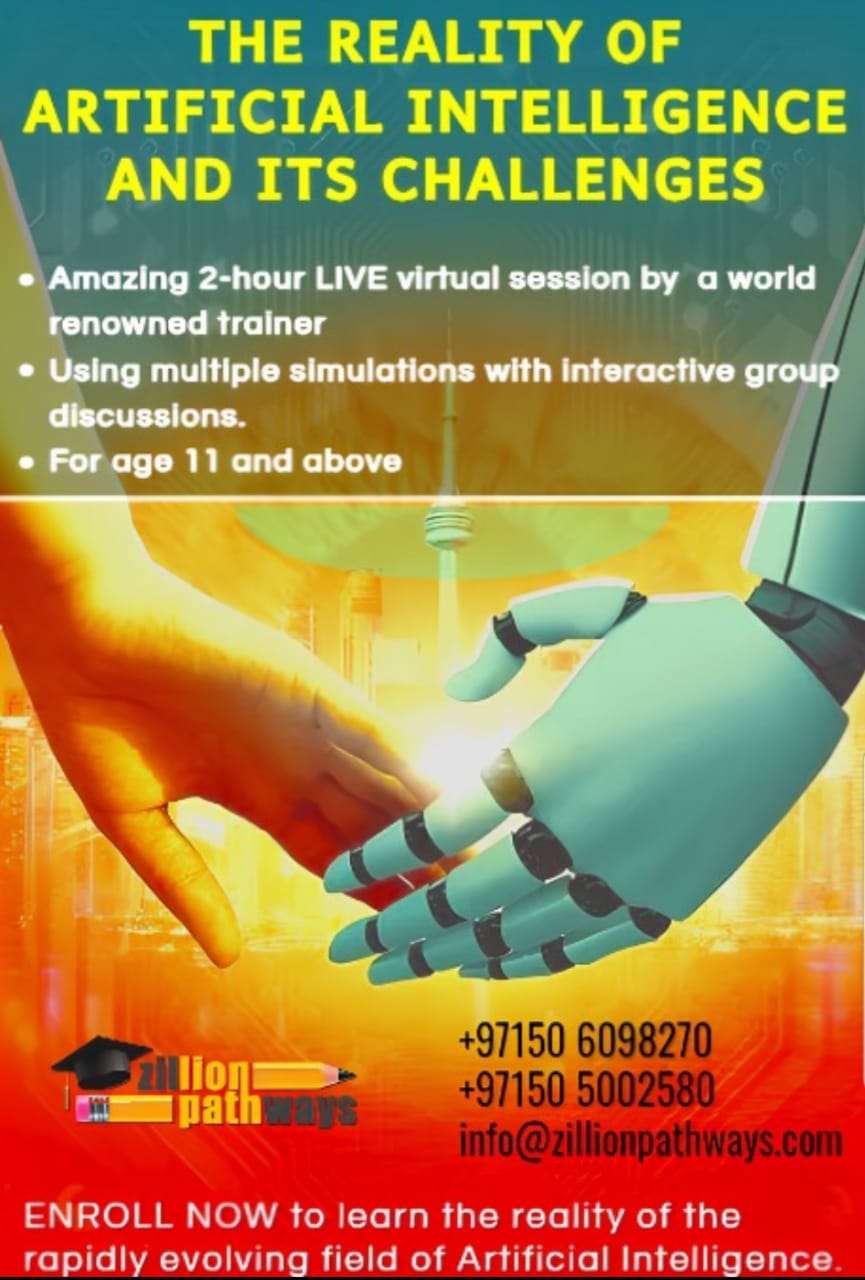 THE REALITY OF
ARTIFICIAL INTELLIGENCE
AND ITS CHALLENGES
• Amazing 2-hour LIVE virtual session by a world
renowned trainer
• Using multiple simulations with interactive group
discussions.
• For age 11 and above
zillion
pathways
+97150 6098270
+97150 5002580
info@zillionpathways.com
ENROLL NOW to learn the reality of the
rapidly evolving field of Artificial Intelligence.